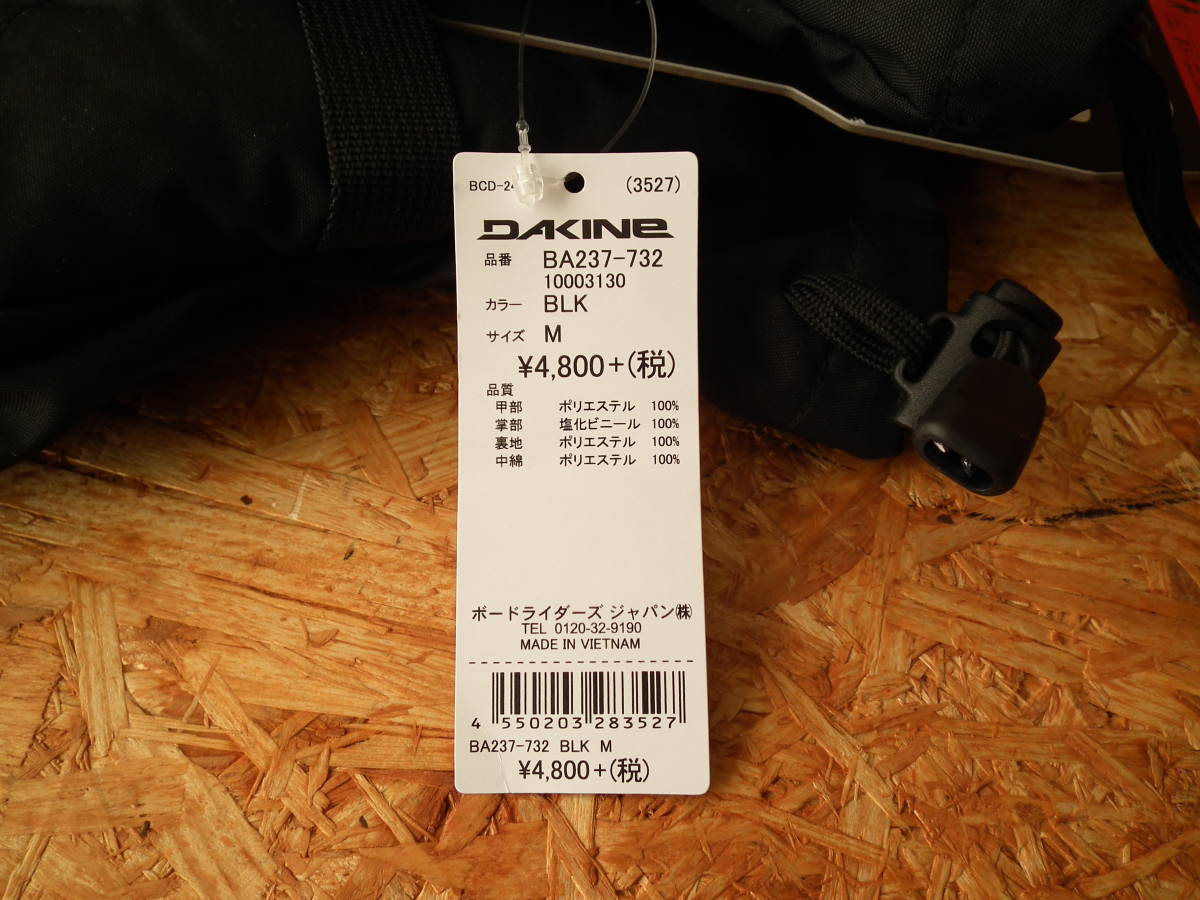 (3527)
DAKINE
品番 BA237-732
10003130
カラー BLK
サイズ M
¥4,800+(税)
品質
甲部 ポリエステル 100%
掌部 塩化ビニール 100%
裏地 ポリエステル 100%
中綿 ポリエステル 100%
ボードライダーズ ジャパン㈱
TEL 0120-32-9190
MADE IN VIETNAM
4 550203 283527
BA237-732 BLK M
¥4,800+(税)